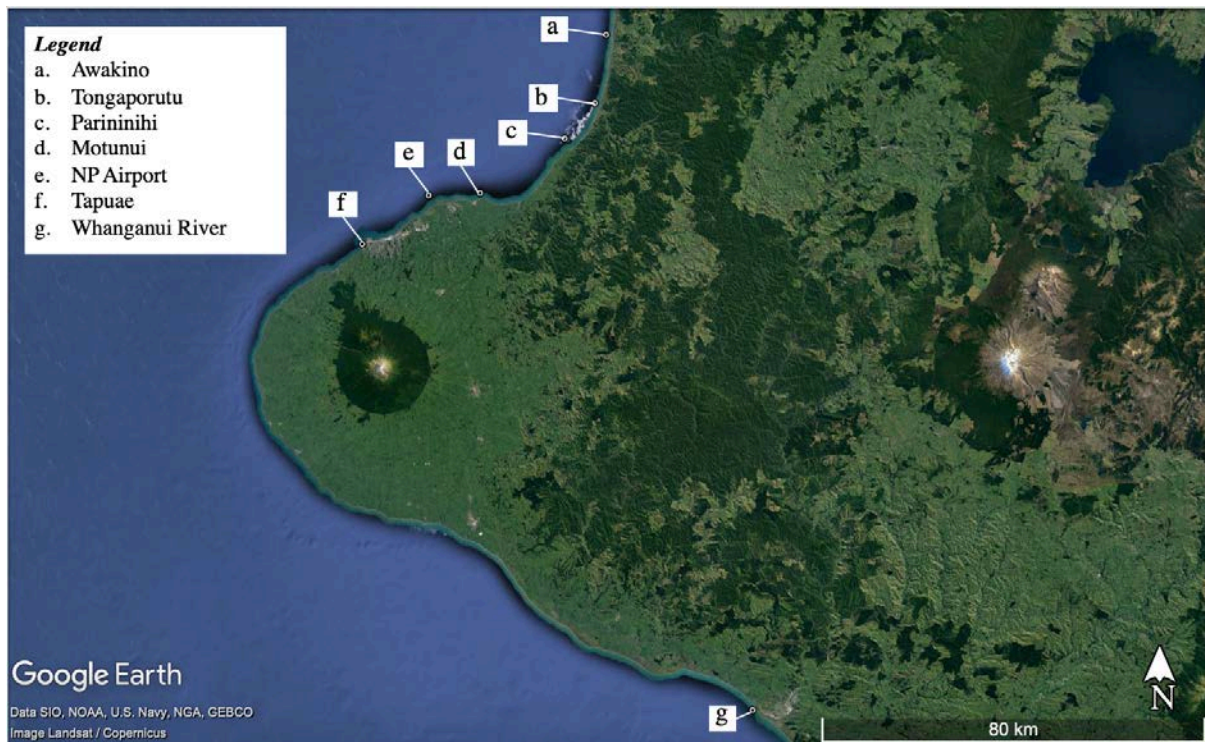 Legend
a. Awakino
b. Tongaporutu
c. Parininihi
d. Motunui
e. NP Airport
f. Tapuae
g. Whanganui River
a
b
c
d
e
f
g
Google Earth
Data SIO, NOAA, U.S. Navy, NGA, GEBCO
Image Landsat / Copernicus
N
80 km